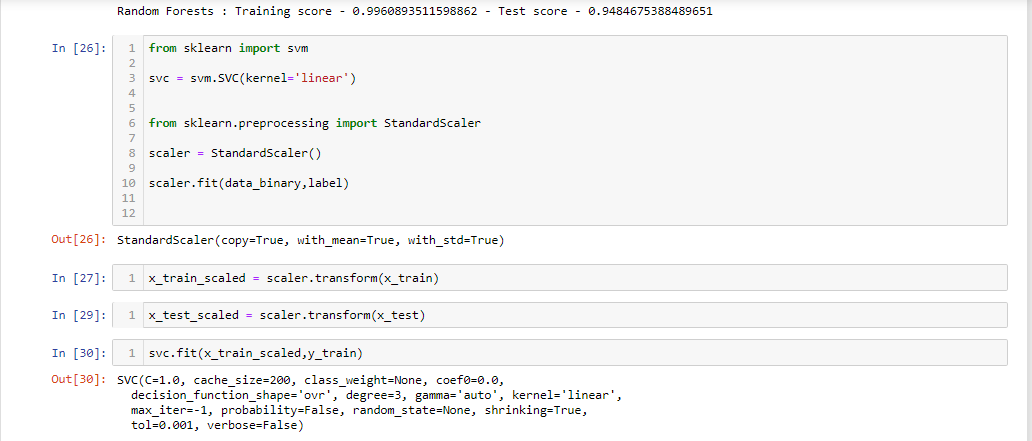 Random Forests : Training score - 0.9960893511598862 - Test score - 0.9484675388489651
In [26]:
1 from sklearn import svm
2
3 svc = svm.SVC(kernel='linear')
4
5
6 from sklearn.preprocessing import StandardScaler
7
8 scaler = StandardScaler()
9
10 scaler.fit(data_binary,label)
11
12
Out[26]: StandardScaler(copy=True, with_mean=True, with_std=True)
In [27]: 1 x_train_scaled = scaler.transform(x_train)
In [29]: 1 x_test_scaled = scaler.transform(x_test)
In [30]: 1 svc.fit(x_train_scaled,y_train)
Out[30]: SVC(C=1.0, cache_size=200, class_weight=None, coef0=0.0,
decision_function_shape='ovr', degree=3, gamma='auto', kernel='linear',
max_iter=-1, probability=False, random_state=None, shrinking=True,
tol=0.001, verbose=False)